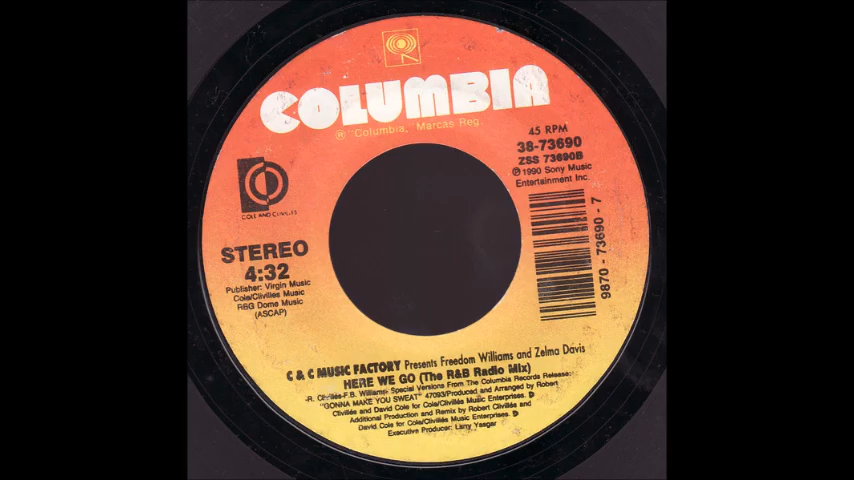 COLUMBIA
® "Columbia, Marcas Reg.
45 RPM
38-73690
ZSS 73690B
℗ 1990 Sony Music
Entertainment Inc.
COLE AND CLIVILLES
STEREO
4:32
Publisher: Virgin Music
Cole/Clivilles Music
RBG Dome Music
(ASCAP)
9870 - 73690 - 7
C & C MUSIC FACTORY Presents Freedom Williams and Zelma Davis
HERE WE GO (The R&B Radio Mix)
-R. Clivillés-F.B. Williams- Special Versions From The Columbia Records Release:
"GONNA MAKE YOU SWEAT" 47093/Produced and Arranged by Robert
Clivillés and David Cole for Cole/Clivillés Music Enterprises. D
Additional Production and Remix by Robert Clivillés and
David Cole for Cole/Clivillés Music Enterprises. D
Executive Producer: Larry Yasgar